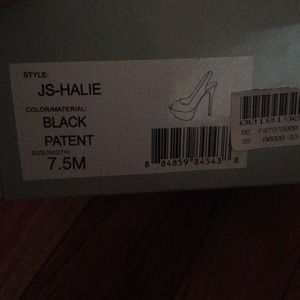 STYLE:
JS-HALIE
COLOR/MATERIAL:
BLACK
PATENT
SIZE/WIDTH:
7.5M
8 84859 84543 8